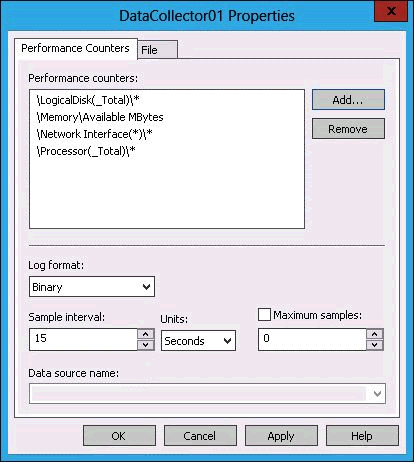 DataCollector01 Properties
x
Performance Counters File
Performance counters:
\LogicalDisk(_Total)\*
\Memory\Available MBytes
\Network Interface(*)\*
\Processor(_Total)\*
Add...
Remove
Log format:
Binary
Sample interval: Units: Maximum samples:
15 Seconds 0
Data source name:
OK Cancel Apply Help